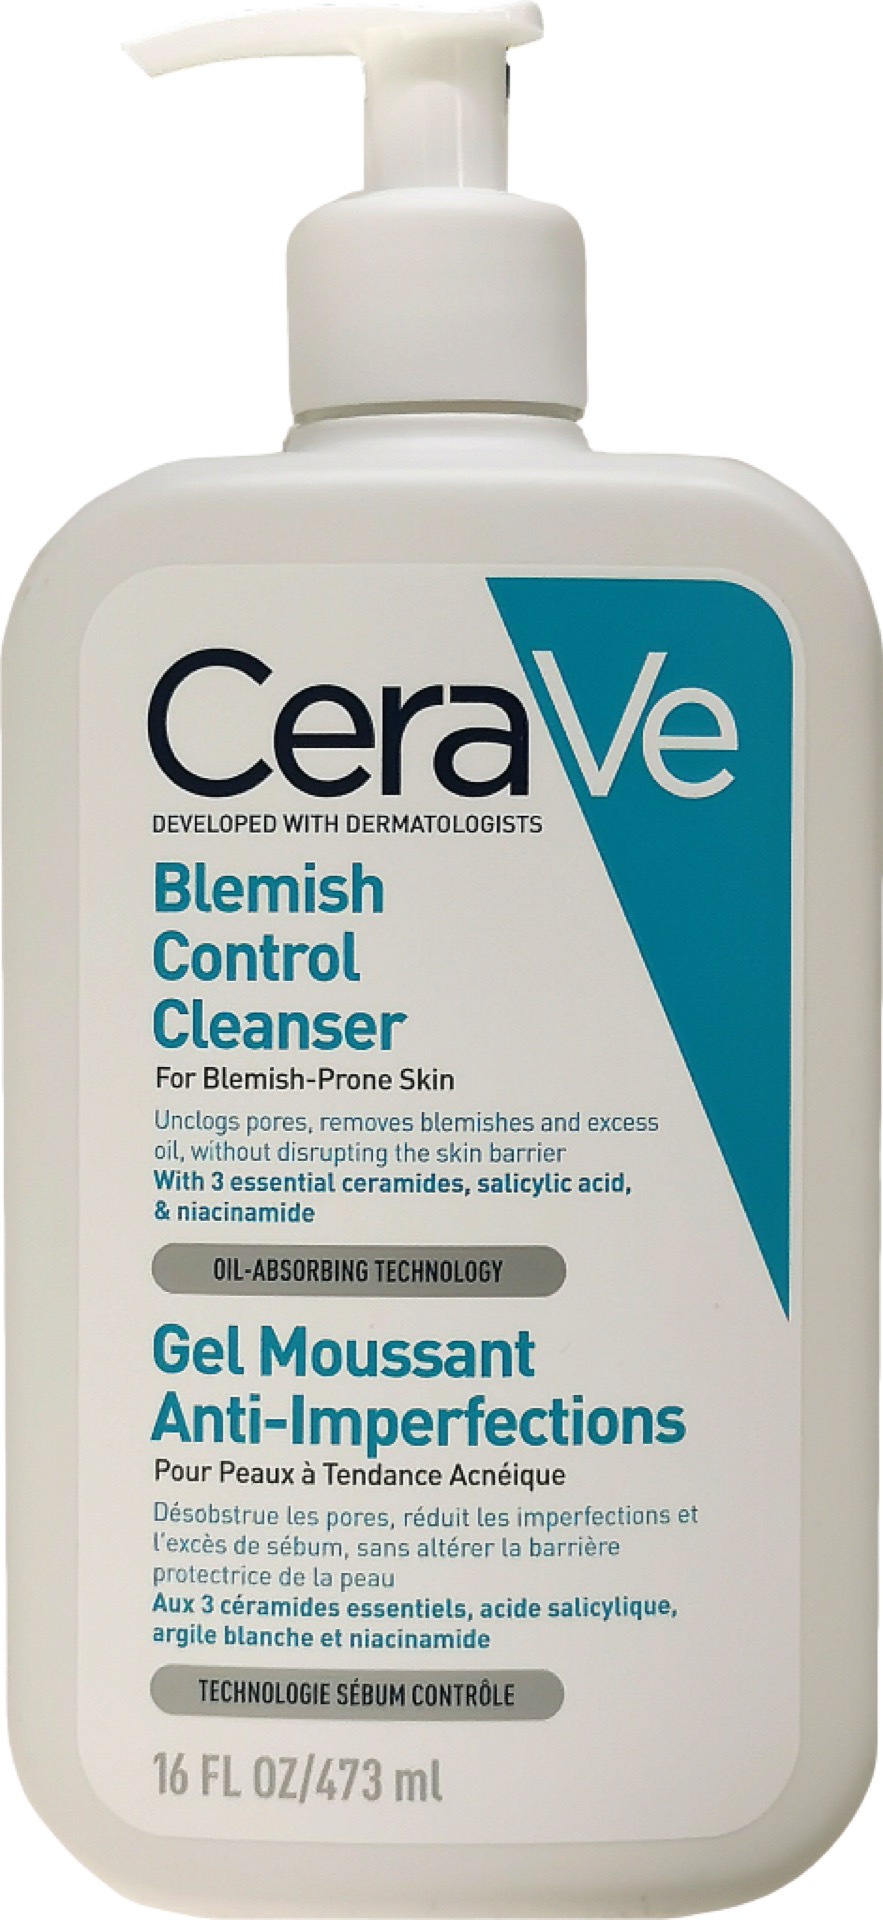 CeraVe
DEVELOPED WITH DERMATOLOGISTS
Blemish
Control
Cleanser
For Blemish-Prone Skin
Unclogs pores, removes blemishes and excess
oil, without disrupting the skin barrier
With 3 essential ceramides, salicylic acid,
& niacinamide
OIL-ABSORBING TECHNOLOGY
Gel Moussant
Anti-Imperfections
Pour Peaux à Tendance Acnéique
Désobstrue les pores, réduit les imperfections et
l'excès de sébum, sans altérer la barrière
protectrice de la peau
Aux 3 céramides essentiels, acide salicylique,
argile blanche et niacinamide
TECHNOLOGIE SÉBUM CONTRÔLE
16 FL OZ/473 ml